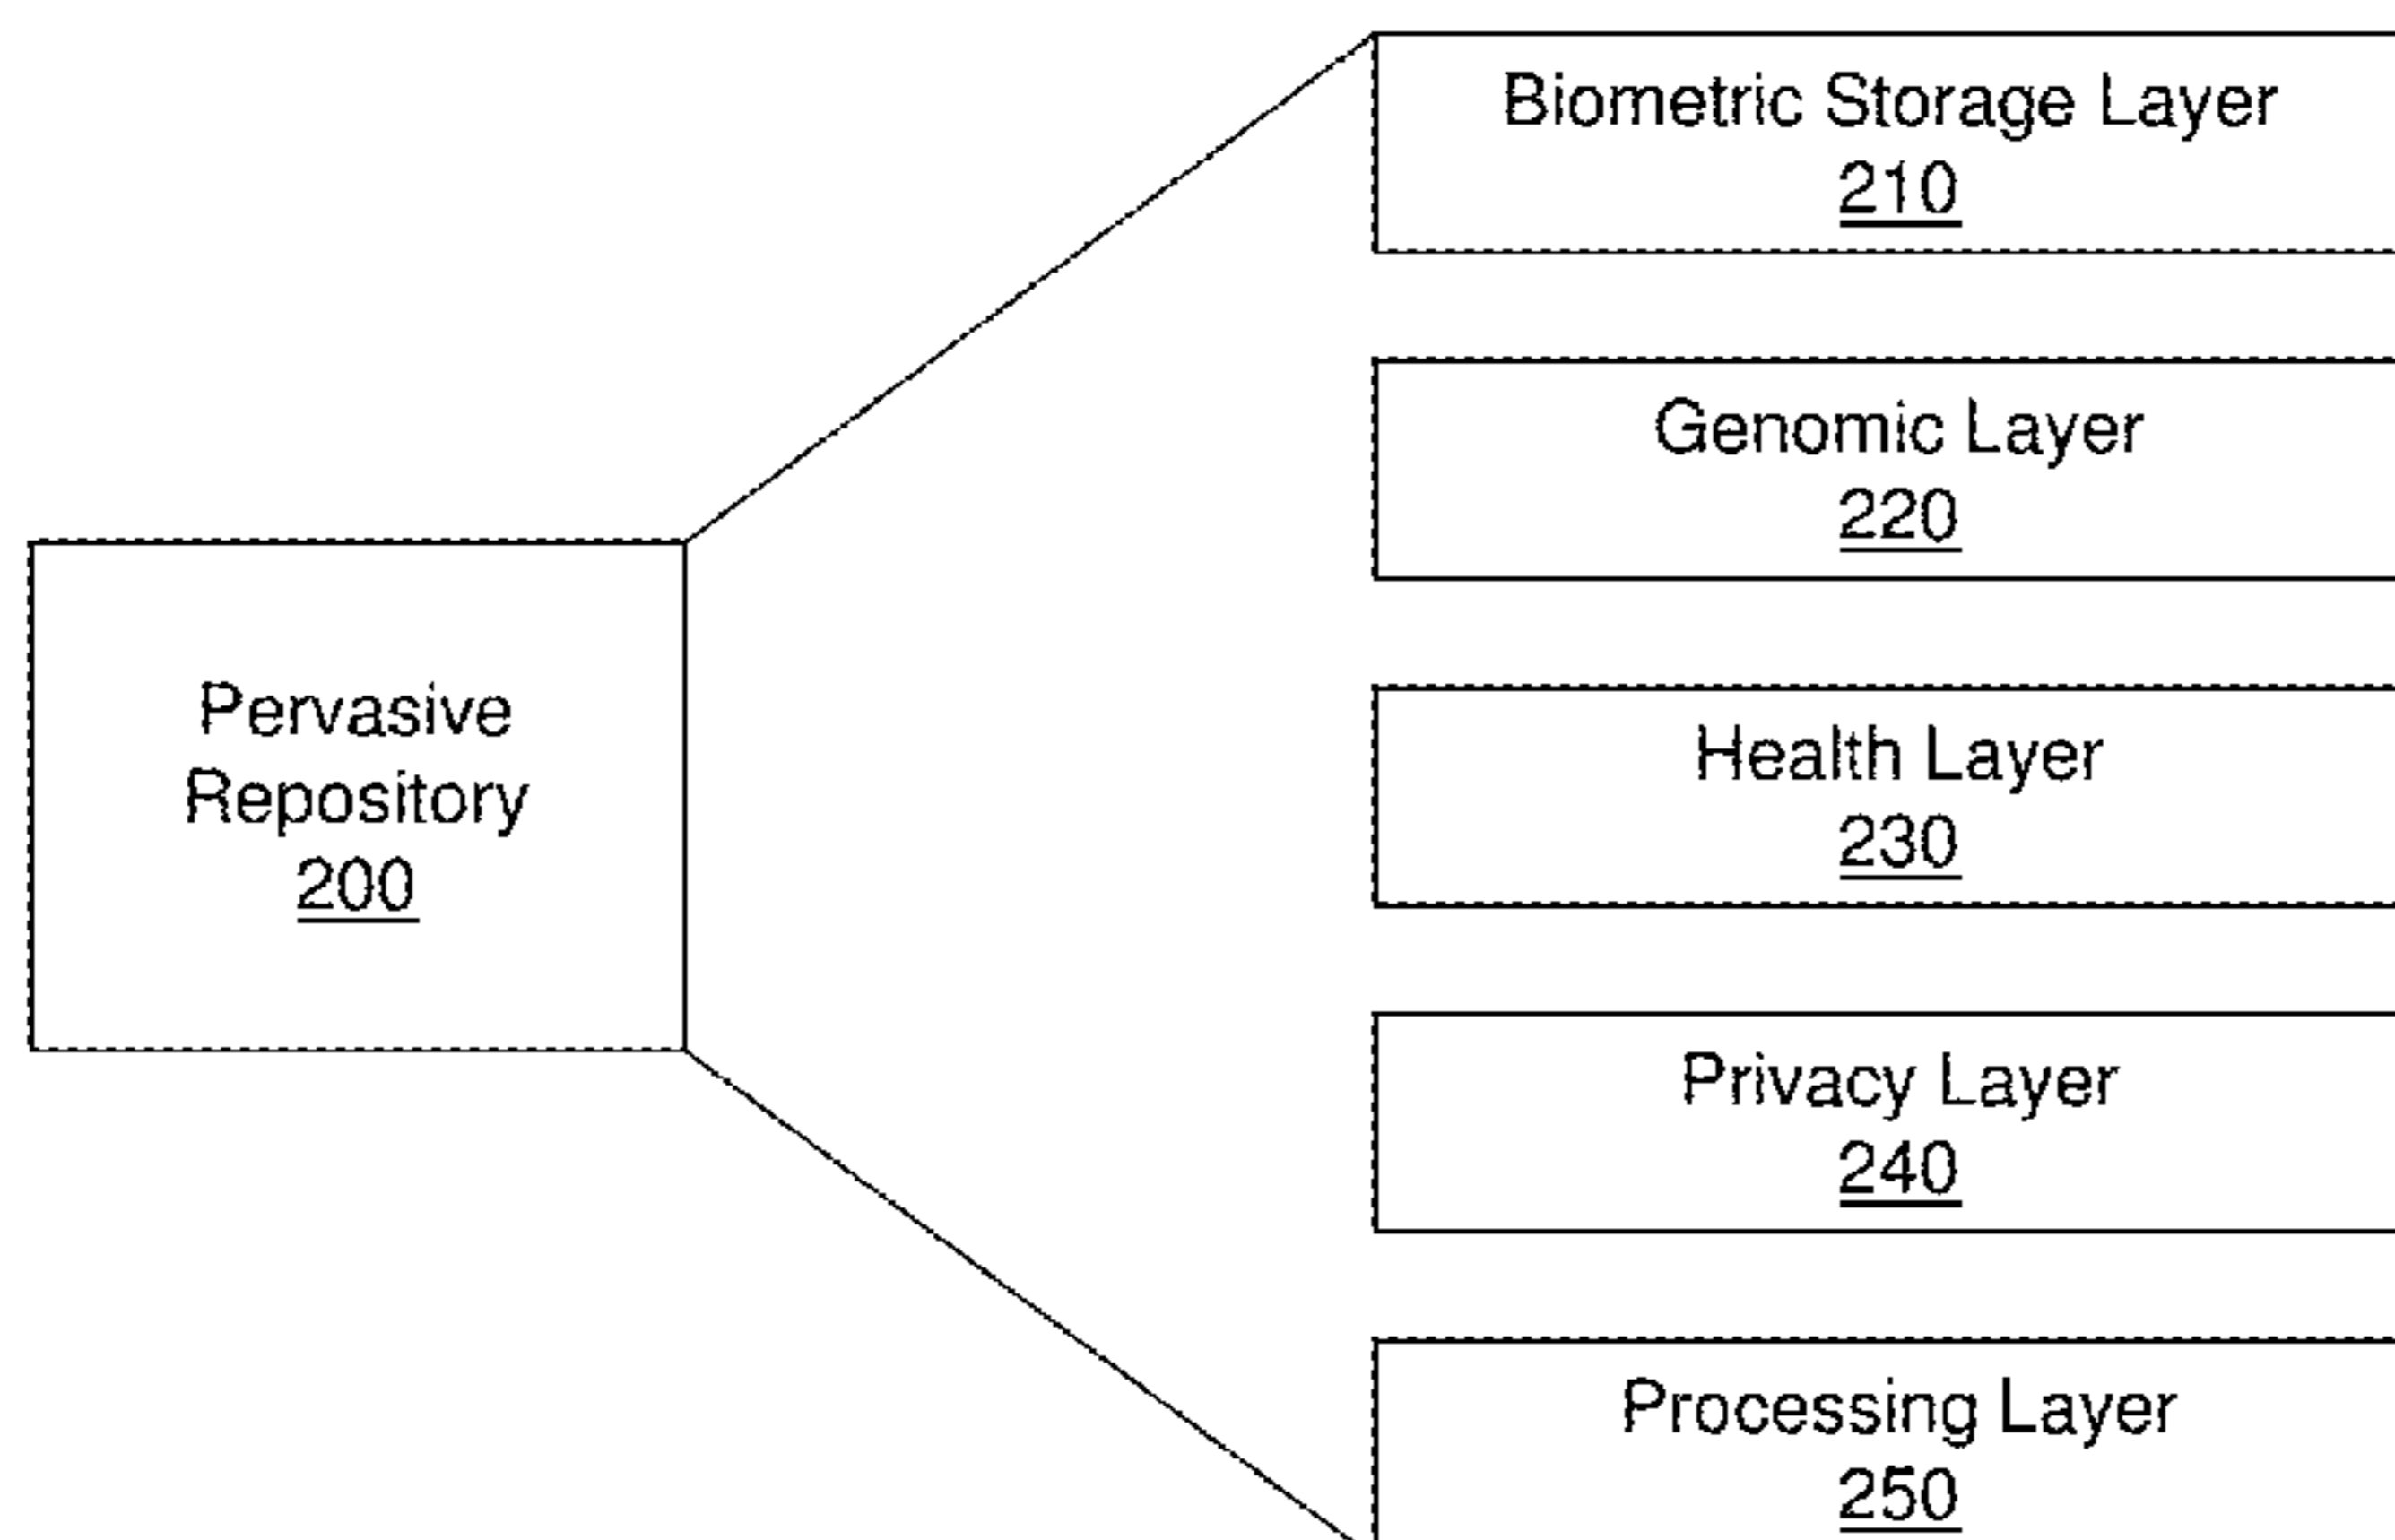 Biometric Storage Layer
210
Genomic Layer
220
Pervasive
Repository
200
Health Layer
230
Privacy Layer
240
Processing Layer
250